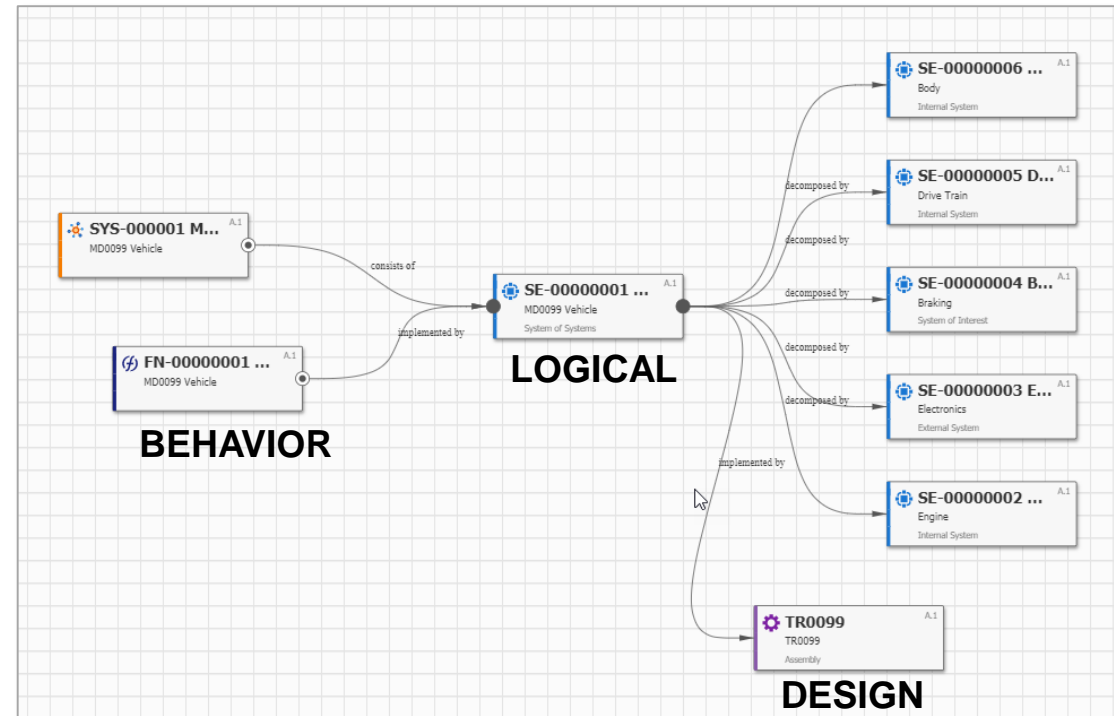 SYS-000001 M...
A.1
MD0099 Vehicle
FN-00000001 ...
A.1
MD0099 Vehicle
BEHAVIOR
consists of
implemented by
SE-00000001 ...
A.1
MD0099 Vehicle
System of Systems
LOGICAL
decomposed by
decomposed by
decomposed by
decomposed by
decomposed by
implemented by
SE-00000006 ...
A.1
Body
Internal System
SE-00000005 D...
A.1
Drive Train
Internal System
SE-00000004 B...
A.1
Braking
System of Interest
SE-00000003 E...
A.1
Electronics
External System
SE-00000002 ...
A.1
Engine
Internal System
TR0099
A.1
TR0099
Assembly
DESIGN